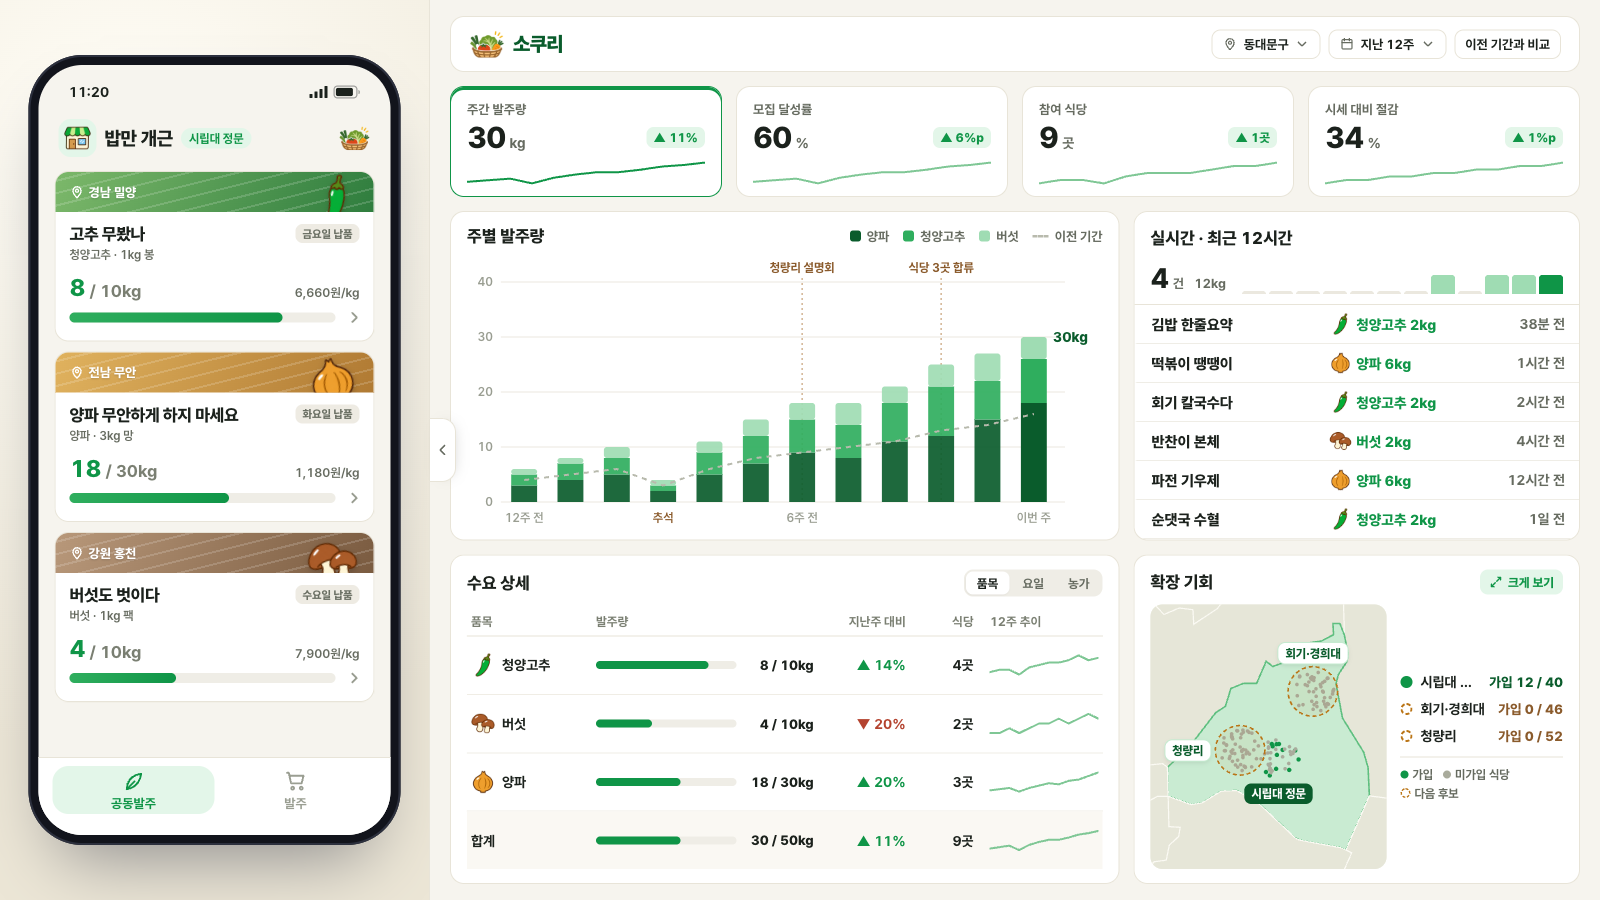 11:20
밥만 개근
시립대 정문
경남 밀양
고추 무봤나
금요일 납품
청양고추 · 1kg 봉
8 / 10kg
6,660원/kg
전남 무안
양파 무안하게 하지 마세요
화요일 납품
양파 · 3kg 망
18 / 30kg
1,180원/kg
강원 홍천
버섯도 벗이다
수요일 납품
버섯 · 1kg 팩
4 / 10kg
7,900원/kg
공동발주
발주
소쿠리
동대문구
지난 12주
이전 기간과 비교
주간 발주량
30 kg
▲ 11%
모집 달성률
60 %
▲ 6%p
참여 식당
9 곳
▲ 1곳
시세 대비 절감
34 %
▲ 1%p
주별 발주량
양파
청양고추
버섯
이전 기간
청량리 설명회
식당 3곳 합류
40
30
20
10
0
30kg
12주 전
추석
6주 전
이번 주
실시간 · 최근 12시간
4 건 12kg
김밥 한줄요약 청양고추 2kg 38분 전
떡볶이 땡땡이 양파 6kg 1시간 전
회기 칼국수다 청양고추 2kg 2시간 전
반찬이 본체 버섯 2kg 4시간 전
파전 기우제 양파 6kg 12시간 전
순댓국 수혈 청양고추 2kg 1일 전
수요 상세
품목 요일 농가
품목 발주량 지난주 대비 식당 12주 추이
청양고추 8 / 10kg ▲ 14% 4곳
버섯 4 / 10kg ▼ 20% 2곳
양파 18 / 30kg ▲ 20% 3곳
합계 30 / 50kg ▲ 11% 9곳
확장 기회
크게 보기
회기·경희대
청량리
시립대 정문
시립대 ... 가입 12 / 40
회기·경희대 가입 0 / 46
청량리 가입 0 / 52
가입 미가입 식당
다음 후보